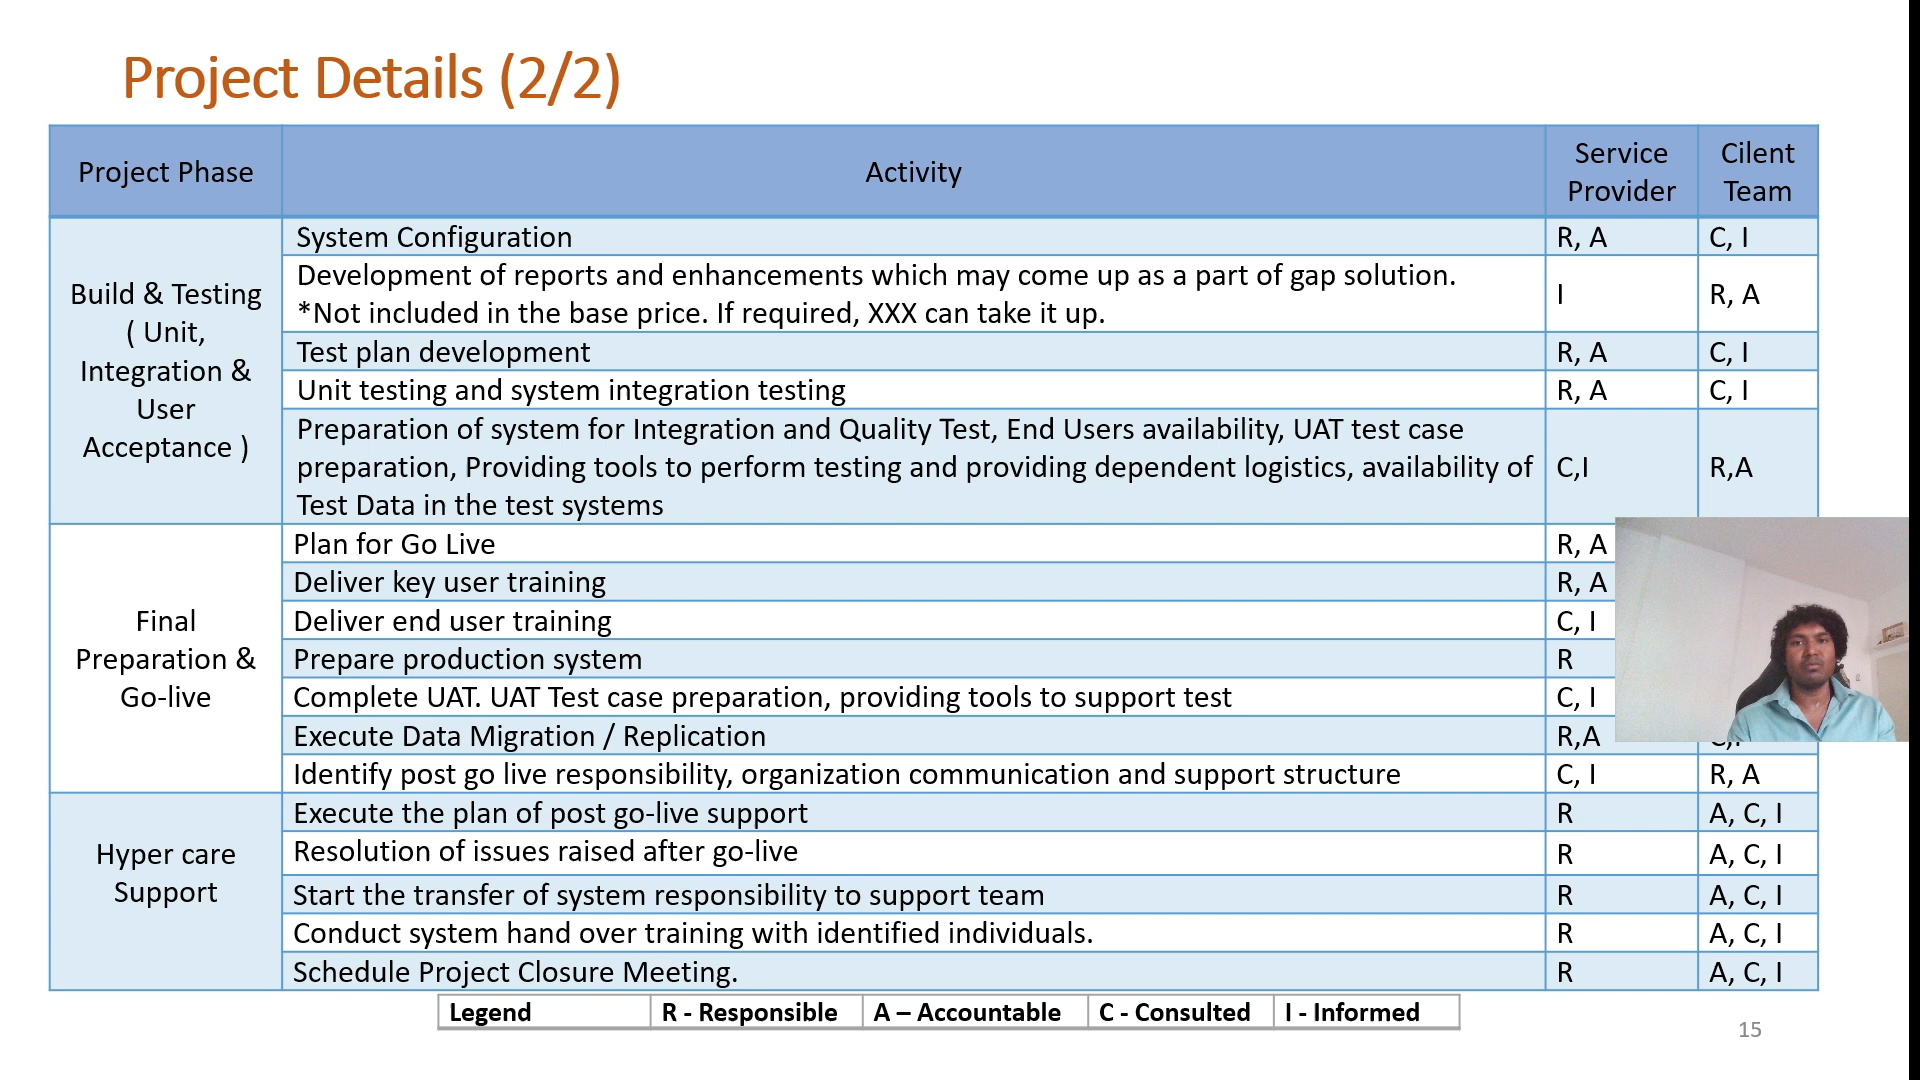 Project Details (2/2)
Project Phase
Activity
Service
Provider
Cilent
Team
Build & Testing
( Unit,
Integration &
User
Acceptance )
System Configuration
R, A
C, I
Development of reports and enhancements which may come up as a part of gap solution.
*Not included in the base price. If required, XXX can take it up.
I
R, A
Test plan development
R, A
C, I
Unit testing and system integration testing
R, A
C, I
Preparation of system for Integration and Quality Test, End Users availability, UAT test case
preparation, Providing tools to perform testing and providing dependent logistics, availability of
Test Data in the test systems
C,I
R,A
Final
Preparation &
Go-live
Plan for Go Live
R, A
Deliver key user training
R, A
Deliver end user training
C, I
Prepare production system
R
Complete UAT. UAT Test case preparation, providing tools to support test
C, I
Execute Data Migration / Replication
R,A
Identify post go live responsibility, organization communication and support structure
C, I
R, A
Hyper care
Support
Execute the plan of post go-live support
R
A, C, I
Resolution of issues raised after go-live
R
A, C, I
Start the transfer of system responsibility to support team
R
A, C, I
Conduct system hand over training with identified individuals.
R
A, C, I
Schedule Project Closure Meeting.
R
A, C, I
Legend
R - Responsible
A – Accountable
C - Consulted
I - Informed
15